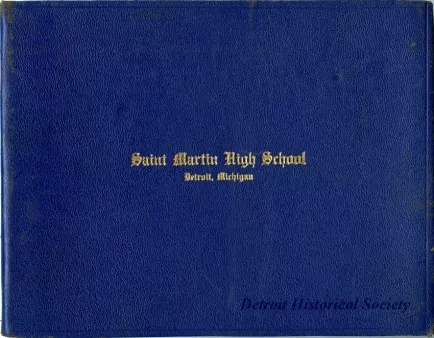 Saint Martin High School
Detroit, Michigan
Detroit Historical Society